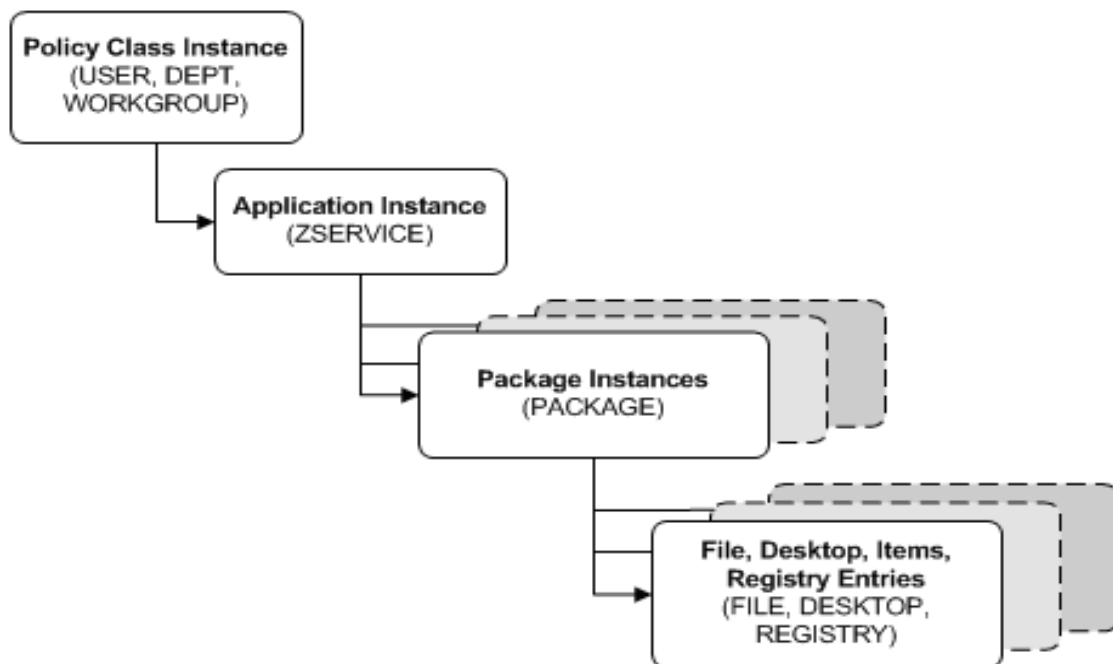 Policy Class Instance
(USER, DEPT,
WORKGROUP)
Application Instance
(ZSERVICE)
Package Instances
(PACKAGE)
File, Desktop, Items,
Registry Entries
(FILE, DESKTOP,
REGISTRY)